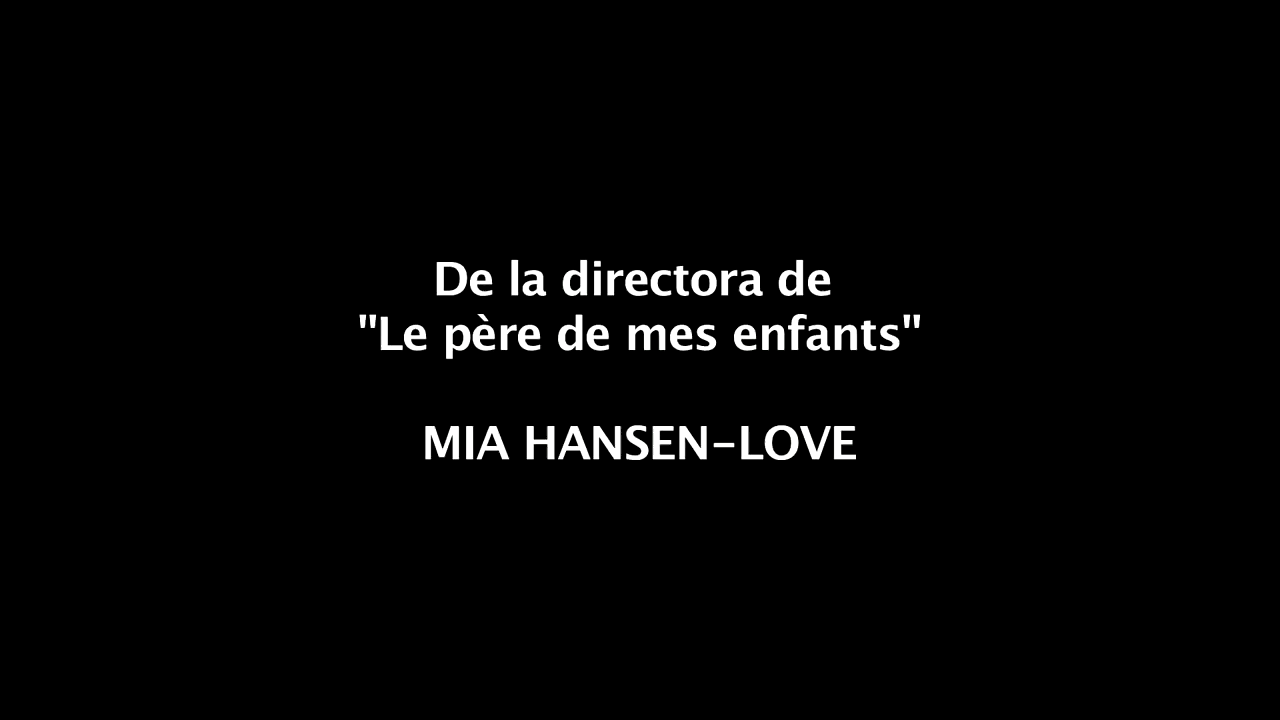 De la directora de
"Le père de mes enfants"
MIA HANSEN-LOVE